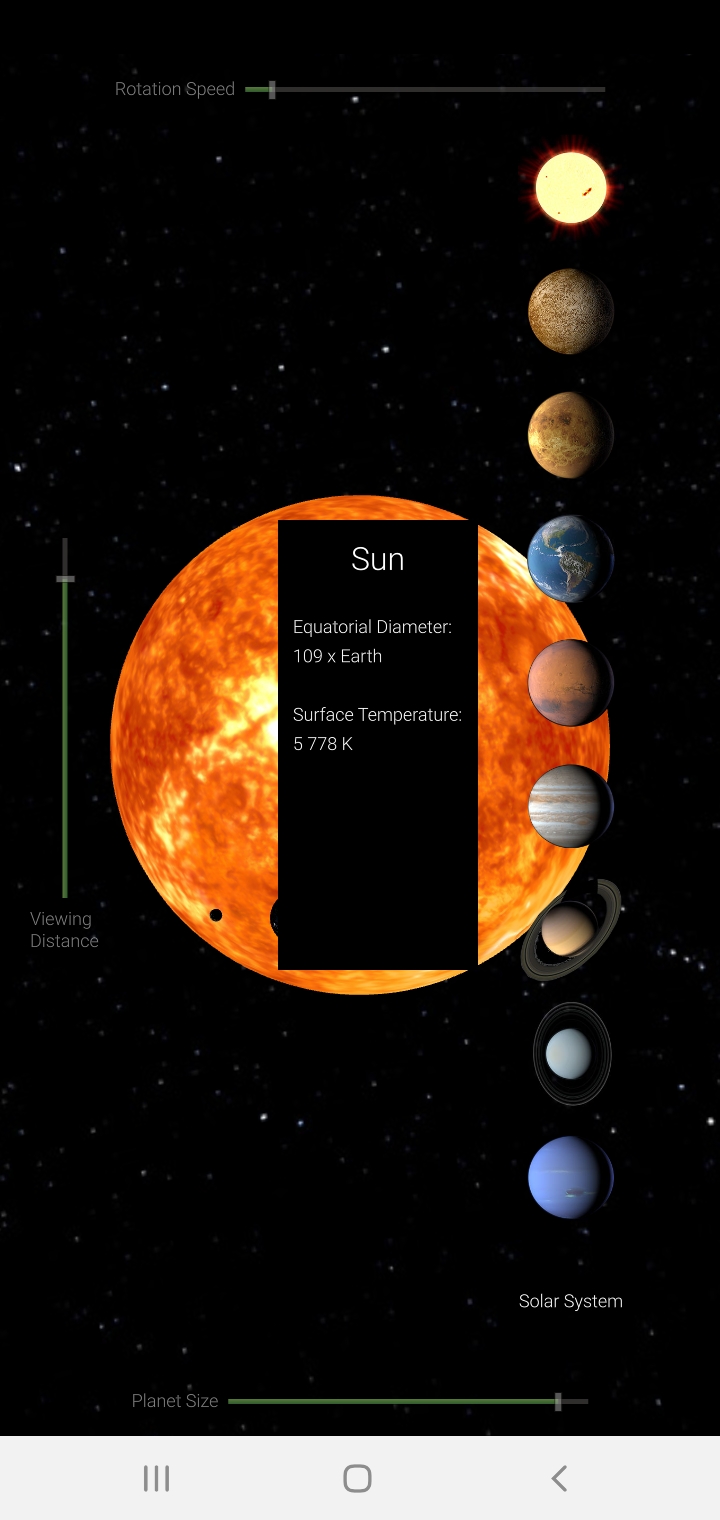 Rotation Speed
Sun
Equatorial Diameter:
109 x Earth
Surface Temperature:
5 778 K
Viewing
Distance
Solar System
Planet Size